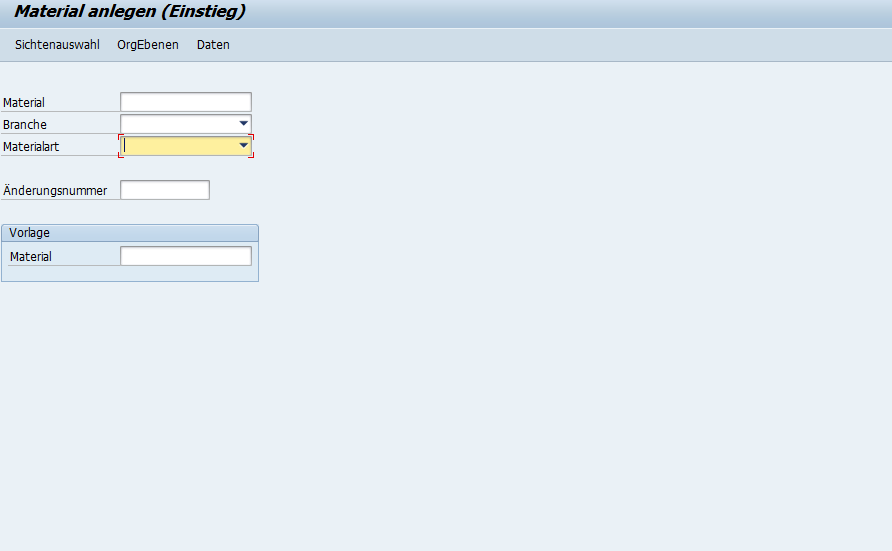 Material anlegen (Einstieg)
Sichtenauswahl OrgEbenen Daten
Material
Branche
Materialart
Änderungsnummer
Vorlage
Material